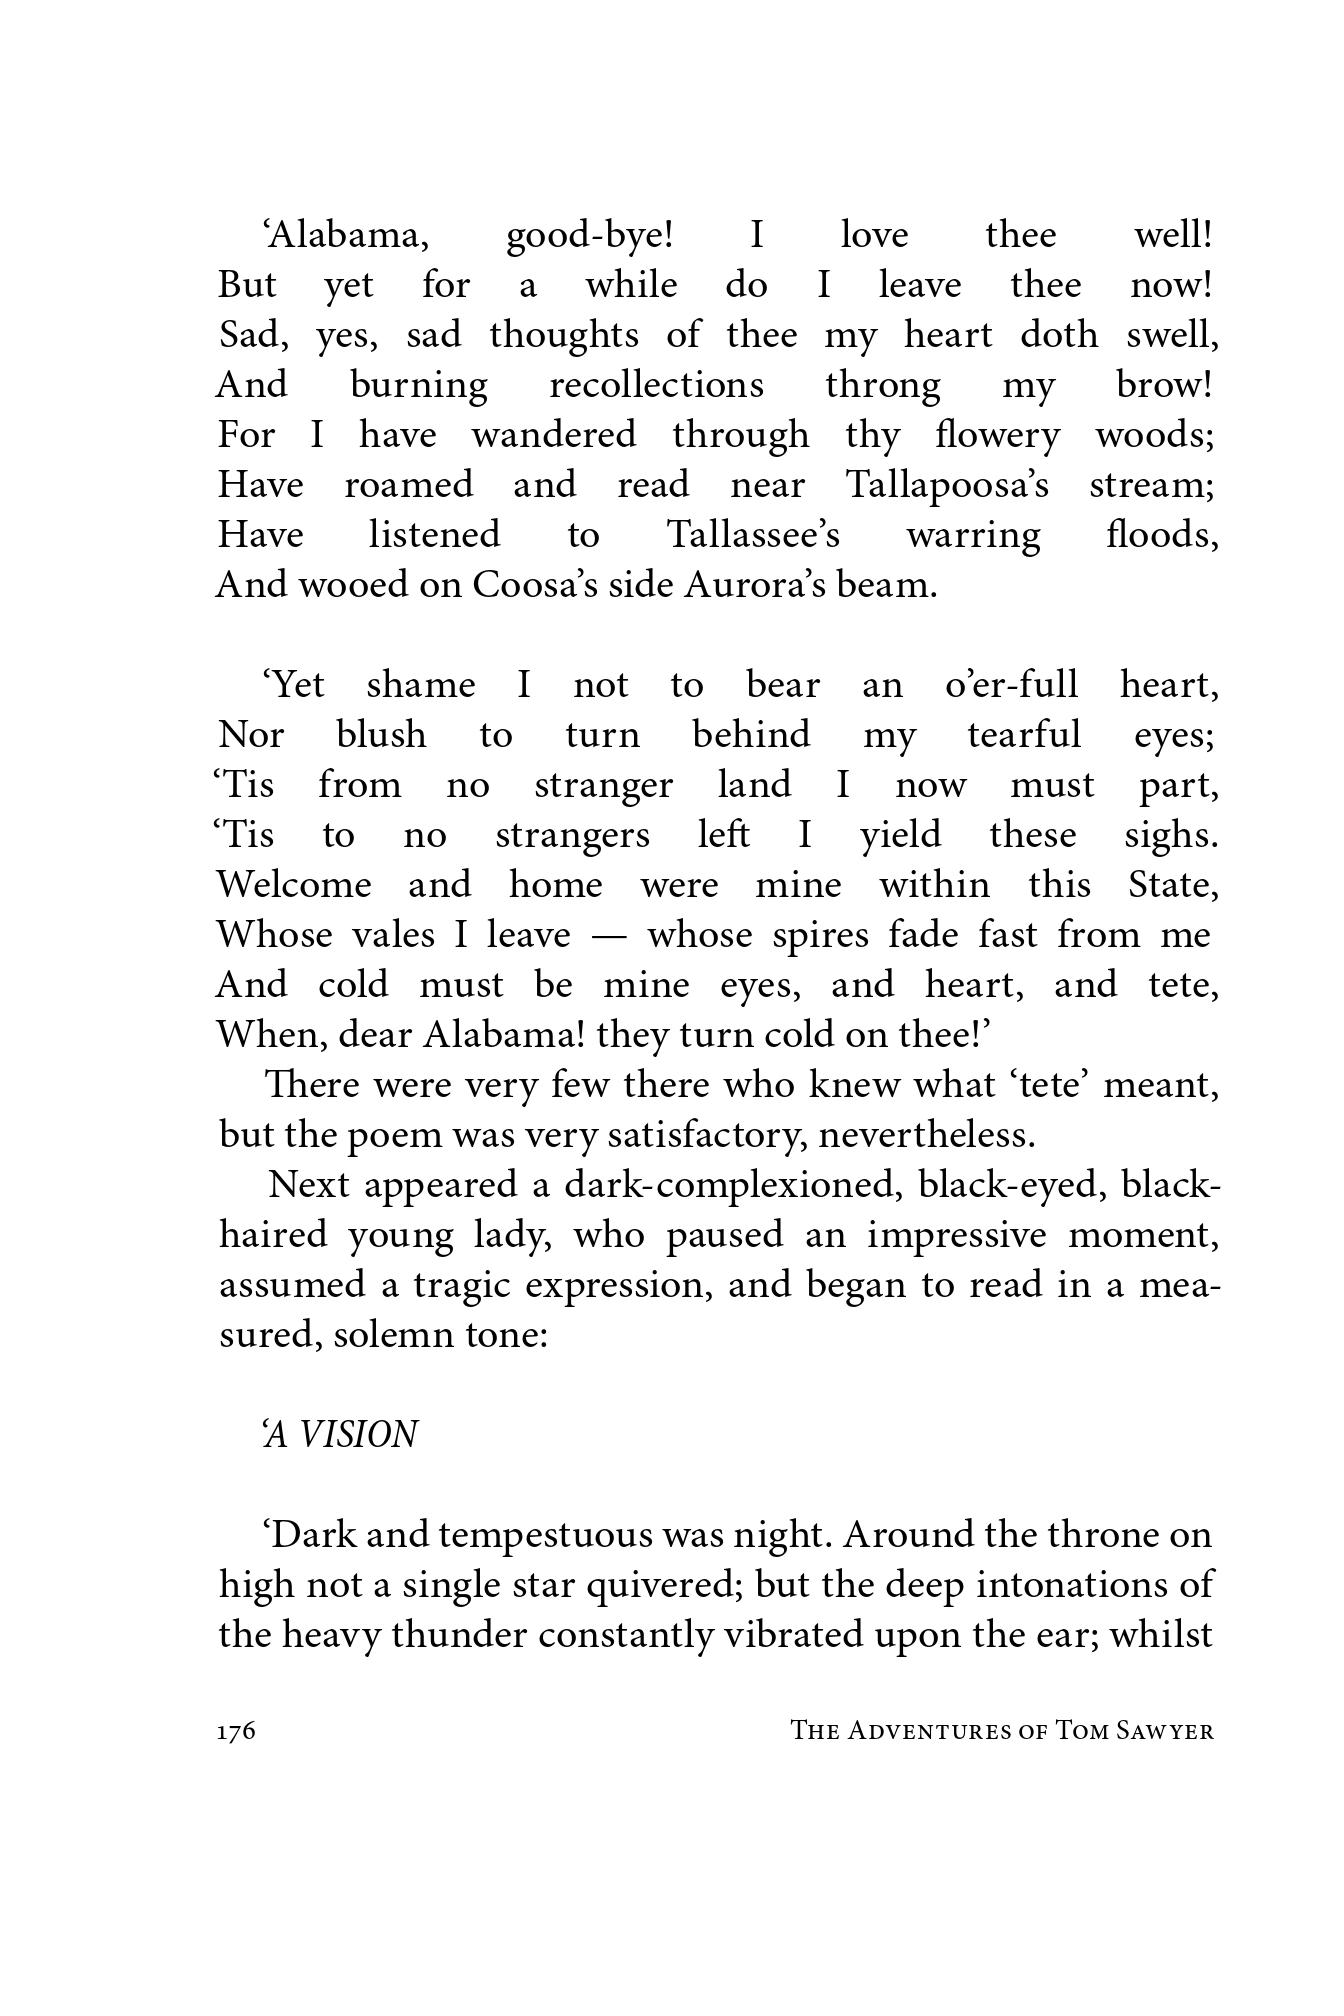 ‘Alabama, good-bye! I love thee well!
But yet for a while do I leave thee now!
Sad, yes, sad thoughts of thee my heart doth swell,
And burning recollections throng my brow!
For I have wandered through thy flowery woods;
Have roamed and read near Tallapoosa’s stream;
Have listened to Tallassee’s warring floods,
And wooed on Coosa’s side Aurora’s beam.
‘Yet shame I not to bear an o’er-full heart,
Nor blush to turn behind my tearful eyes;
‘Tis from no stranger land I now must part,
‘Tis to no strangers left I yield these sighs.
Welcome and home were mine within this State,
Whose vales I leave — whose spires fade fast from me
And cold must be mine eyes, and heart, and tete,
When, dear Alabama! they turn cold on thee!’
There were very few there who knew what ‘tete’ meant,
but the poem was very satisfactory, nevertheless.
Next appeared a dark-complexioned, black-eyed, black-
haired young lady, who paused an impressive moment,
assumed a tragic expression, and began to read in a mea-
sured, solemn tone:
‘A VISION
‘Dark and tempestuous was night. Around the throne on
high not a single star quivered; but the deep intonations of
the heavy thunder constantly vibrated upon the ear; whilst
176 The Adventures of Tom Sawyer